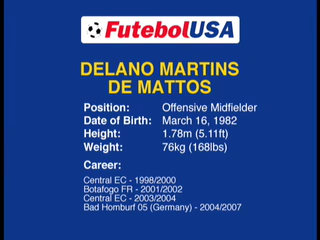 FutebolUSA
DELANO MARTINS
DE MATTOS
Position: Offensive Midfielder
Date of Birth: March 16, 1982
Height: 1.78m (5.11ft)
Weight: 76kg (168lbs)
Career:
Central EC - 1998/2000
Botafogo FR - 2001/2002
Central EC - 2003/2004
Bad Homburf 05 (Germany) - 2004/2007